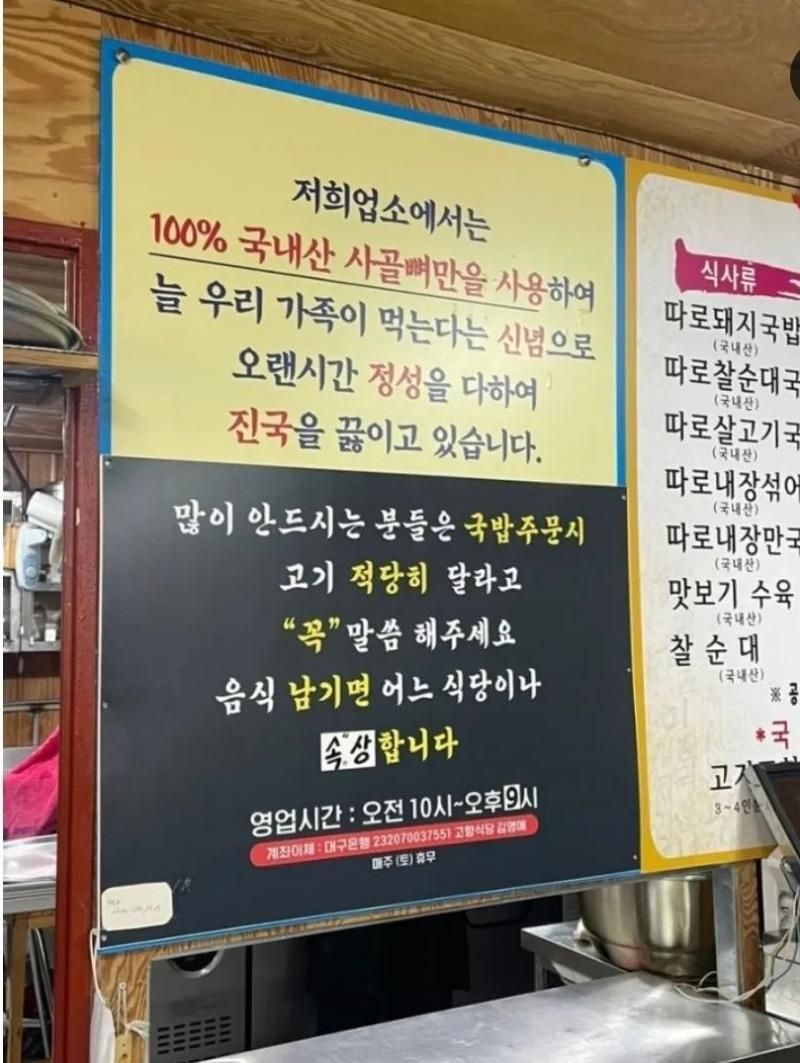 저희업소에서는
100% 국내산 사골뼈만을 사용하여
늘 우리 가족이 먹는다는 신념으로
오랜시간 정성을 다하여
진국을 끓이고 있습니다.
많이 안드시는 분들은 국밥주문시
고기 적당히 달라고
“꼭”말씀 해주세요
음식 남기면 어느 식당이나
속상합니다
영업시간 : 오전 10시~오후9시
계좌이체 : 대구은행 232070037551 고향식당 김영애
매주 (토) 휴무
식사류
따로돼지국밥
(국내산)
따로찰순대국
(국내산)
따로살고기국
(국내산)
따로내장섞어
(국내산)
따로내장만국
(국내산)
맛보기 수육
(국내산)
찰순대
(국내산)
※ 공
*국
3~4인